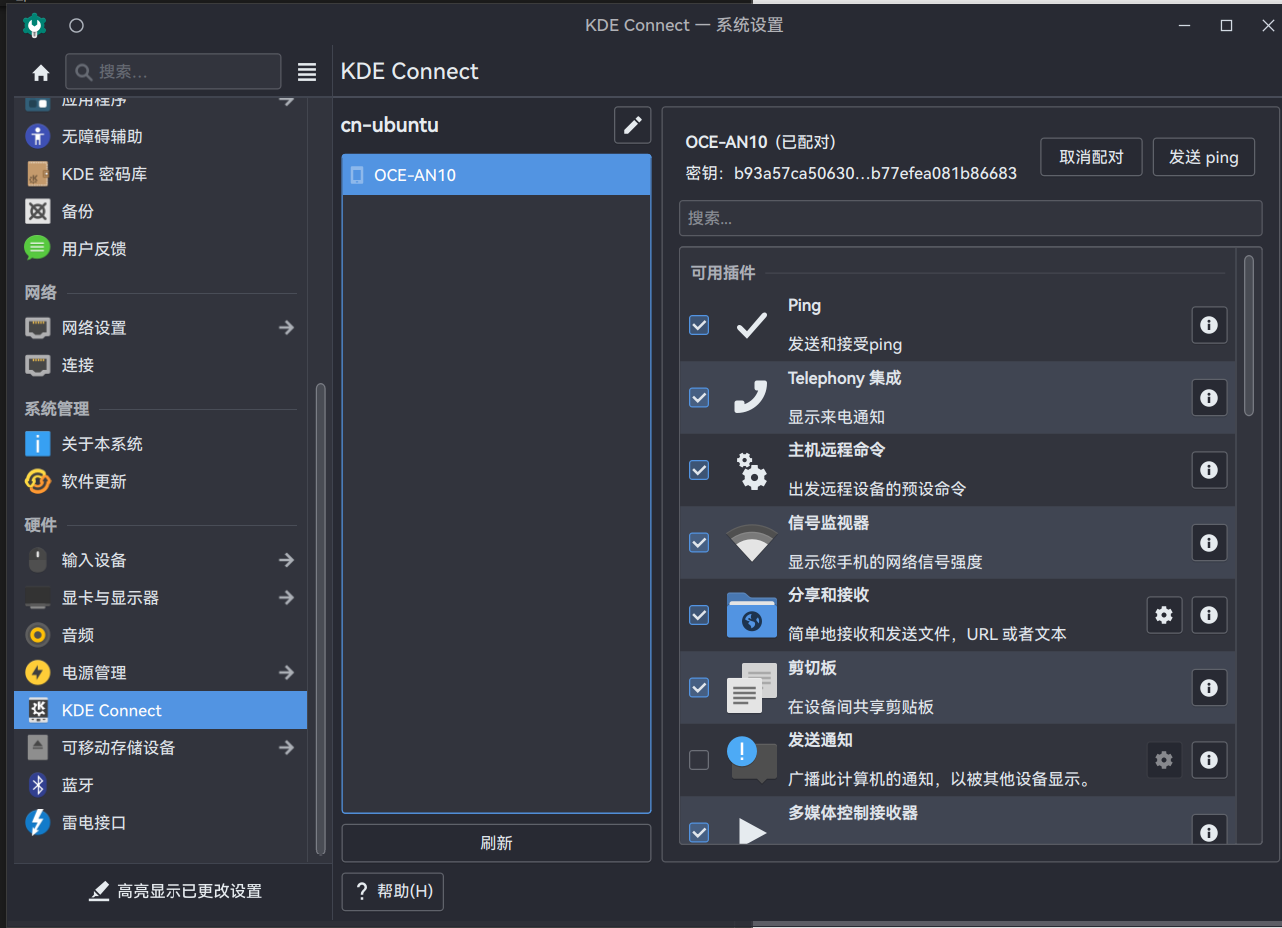 KDE Connect — 系统设置
搜索...
KDE Connect
应用程序
无障碍辅助
KDE 密码库
备份
用户反馈
网络
网络设置
连接
系统管理
关于本系统
软件更新
硬件
输入设备
显卡与显示器
音频
电源管理
KDE Connect
可移动存储设备
蓝牙
雷电接口
高亮显示已更改设置
cn-ubuntu
OCE-AN10
刷新
? 帮助(H)
OCE-AN10 (已配对)
密钥：b93a57ca50630...b77efea081b86683
取消配对
发送 ping
搜索...
可用插件
Ping
发送和接受ping
Telephony 集成
显示来电通知
主机远程命令
出发远程设备的预设命令
信号监视器
显示您手机的网络信号强度
分享和接收
简单地接收和发送文件，URL 或者文本
剪切板
在设备间共享剪贴板
发送通知
广播此计算机的通知，以被其他设备显示。
多媒体控制接收器